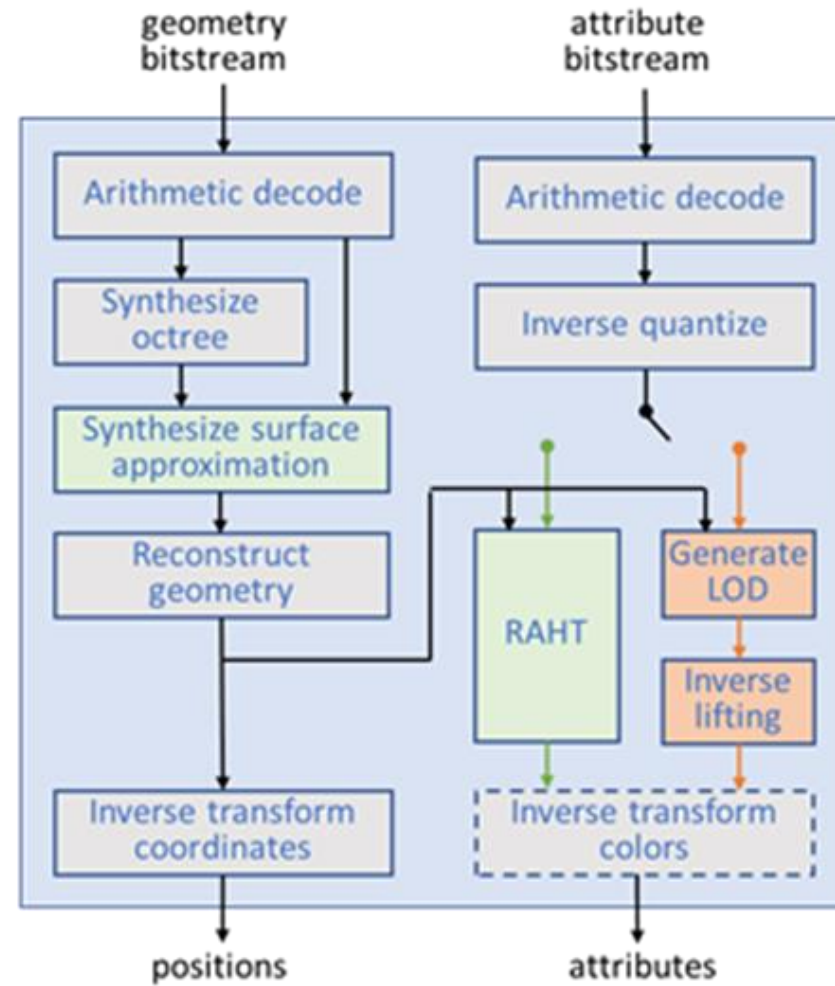 geometry
bitstream
attribute
bitstream
Arithmetic decode
Arithmetic decode
Synthesize
octree
Inverse quantize
Synthesize surface
approximation
Reconstruct
geometry
RAHT
Generate
LOD
Inverse
lifting
Inverse transform
coordinates
Inverse transform
colors
positions
attributes